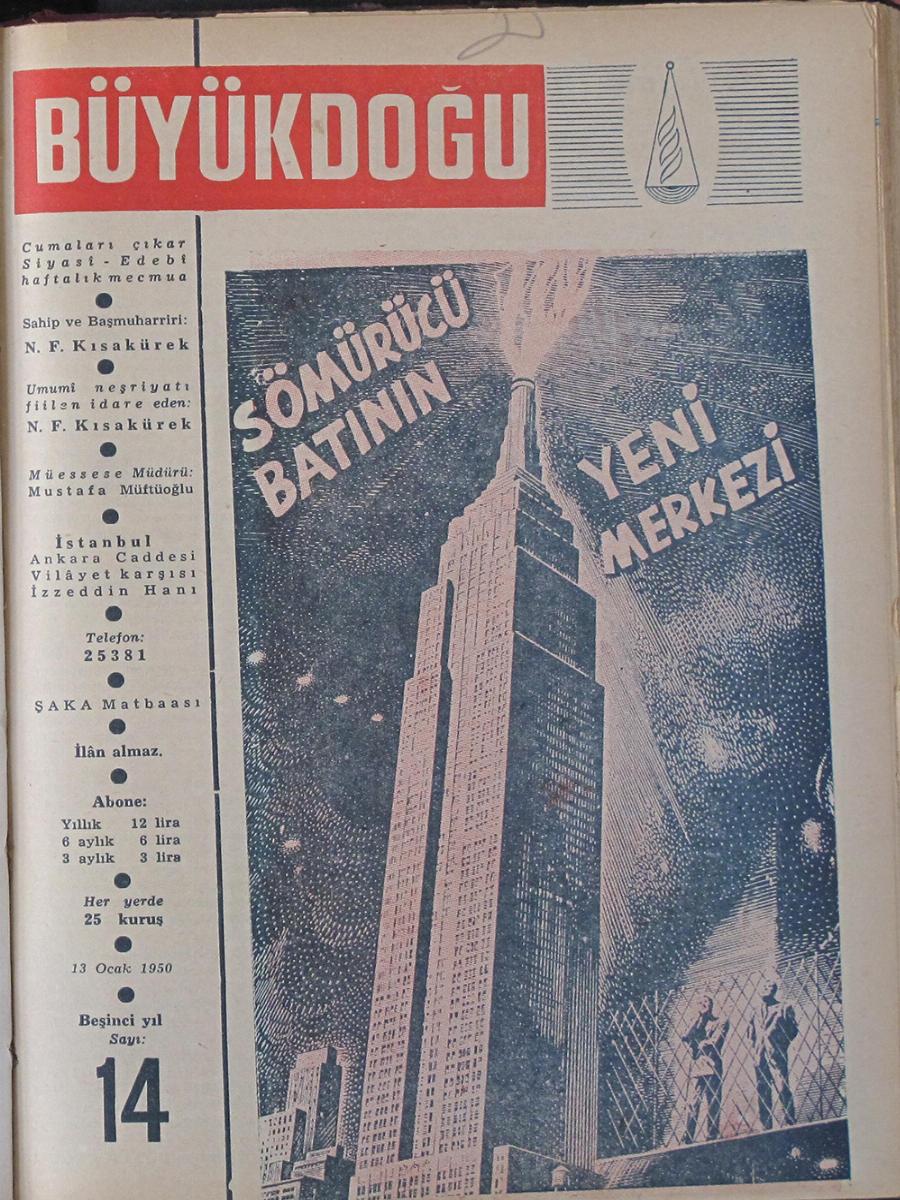 BÜYÜKDOĞU
Cumaları çıkar
Siyasî - Edebî
haftalık mecmua
Sahip ve Başmuharriri:
N. F. Kısakürek
Umumî neşriyatı
fiilen idare eden:
N. F. Kısakürek
Müessese Müdürü:
Mustafa Müftüoğlu
İstanbul
Ankara Caddesi
Vilâyet karşısı
İzzeddin Hanı
Telefon:
25381
ŞAKA Matbaası
İlân almaz.
Abone:
Yıllık 12 lira
6 aylık 6 lira
3 aylık 3 lira
Her yerde
25 kuruş
13 Ocak 1950
Beşinci yıl
Sayı:
14
SÖMÜRÜCÜ
BATININ
YENİ
MERKEZİ